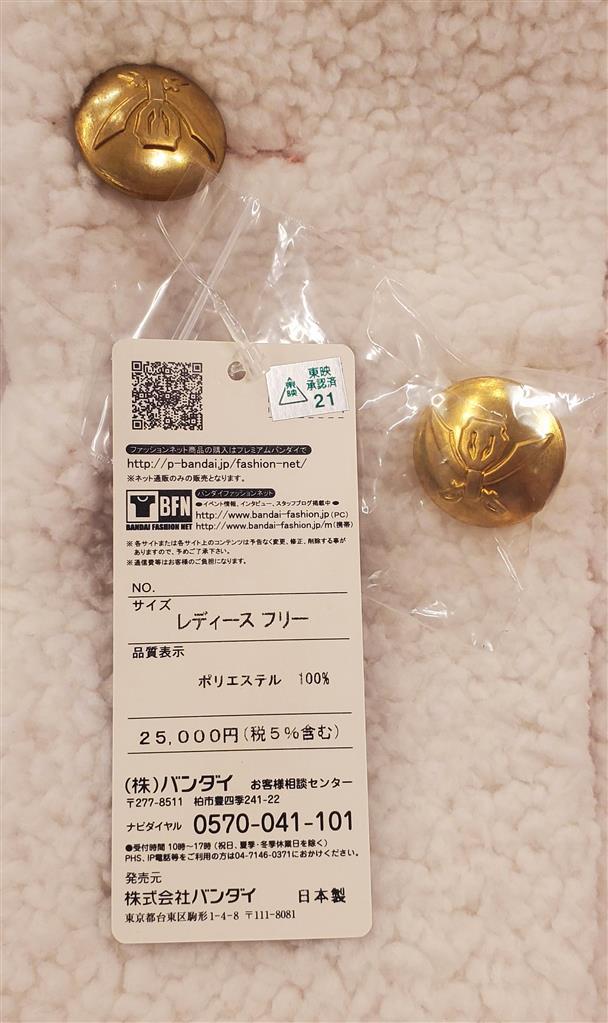 東映
承認済
21
東映
ファッションネット商品の購入はプレミアムバンダイで
http://p-bandai.jp/fashion-net/
※ネット通販のみの販売となります。
BFN
BANDAI FASHION NET
バンダイファッションネット
●イベント情報、インタビュー、スタッフブログ掲載中●
http://www.bandai-fashion.jp (PC)
http://www.bandai-fashion.jp/m (携帯)
※各サイトまたは各サイト上のコンテンツは予告なく変更、修正、削除する事が
ありますので、予めご了承下さい。
※通信費等はお客様のご負担になります。
NO.
サイズ
レディース フリー
品質表示
ポリエステル 100%
25,000円(税5%含む)
(株)バンダイ お客様相談センター
〒277-8511 柏市豊四季241-22
ナビダイヤル 0570-041-101
●受付時間 10時〜17時 (祝日、夏季・冬季休業日を除く)
PHS、IP電話等をご利用の方は04-7146-0371におかけください。
発売元
株式会社バンダイ 日本製
東京都台東区駒形1-4-8 〒111-8081